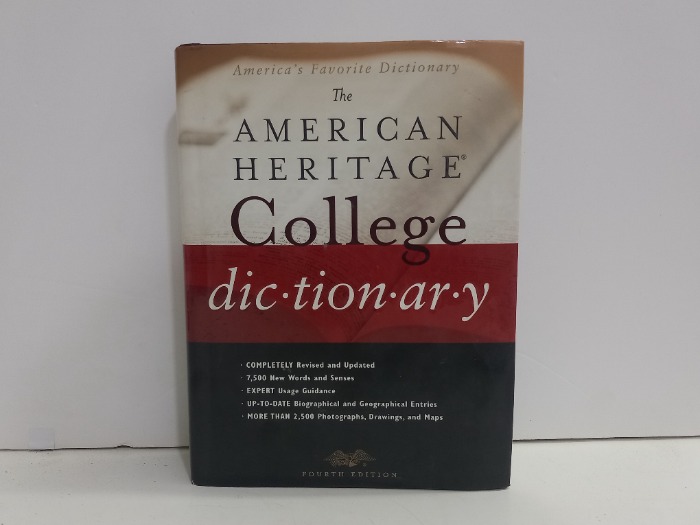 America's Favorite Dictionary
The
AMERICAN
HERITAGE®
College
dic·tion·ar·y
· COMPLETELY Revised and Updated
· 7,500 New Words and Senses
· EXPERT Usage Guidance
· UP-TO-DATE Biographical and Geographical Entries
· MORE THAN 2,500 Photographs, Drawings, and Maps
FOURTH EDITION